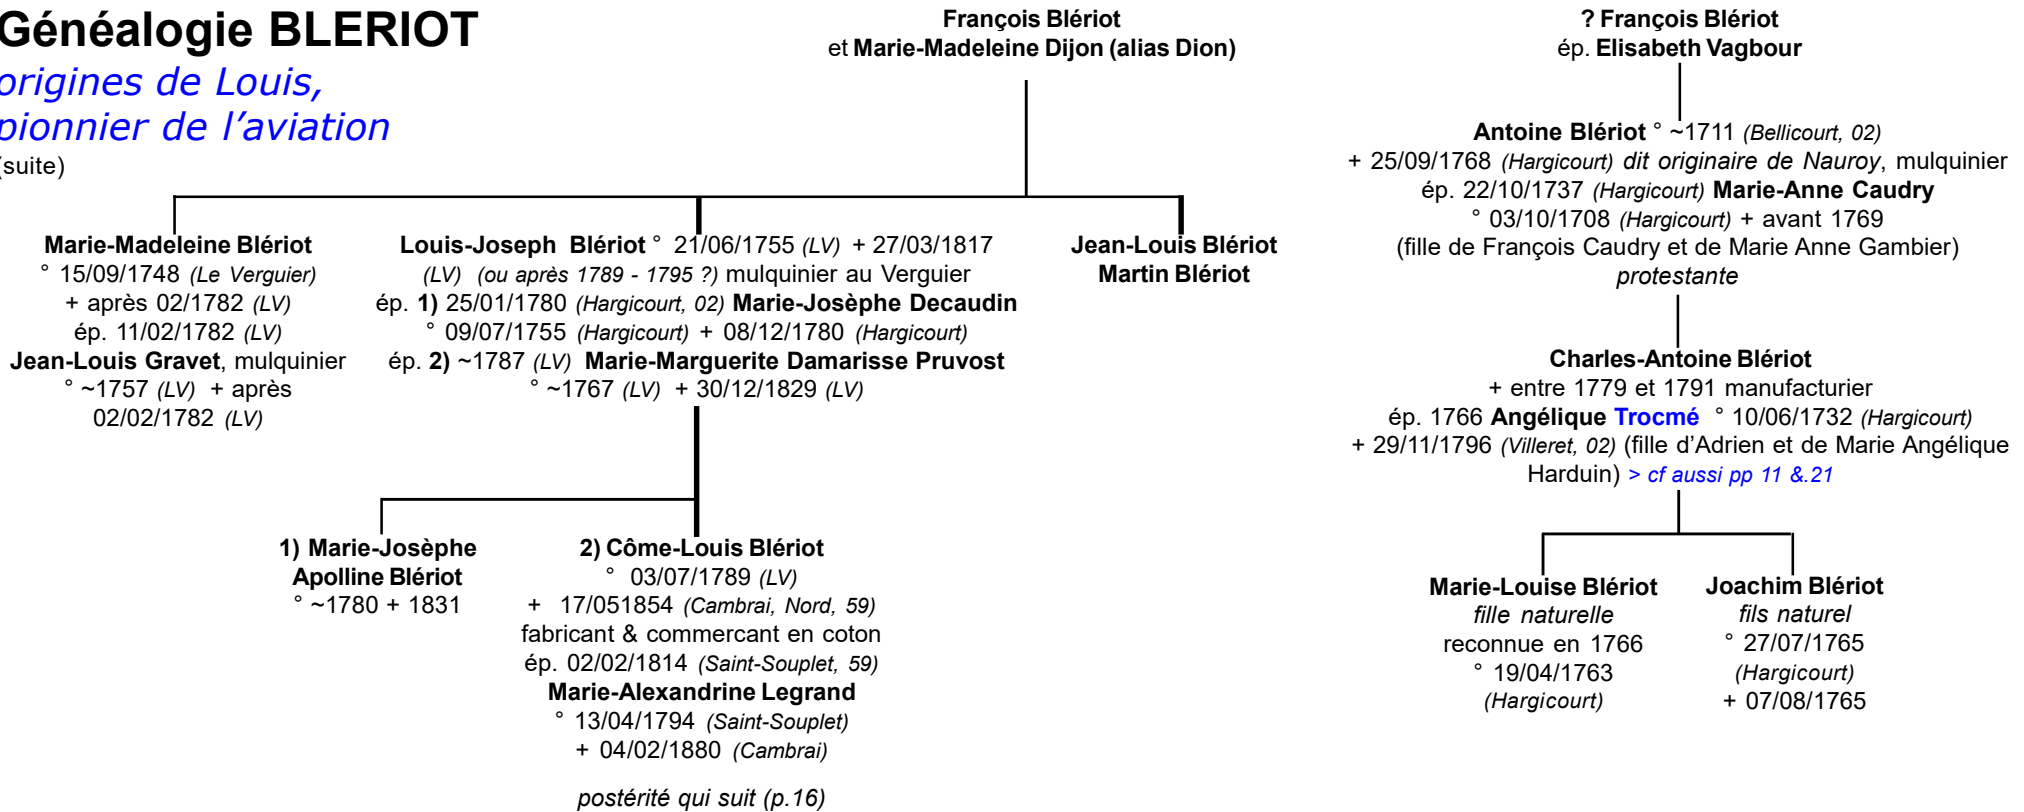 Généalogie BLERIOT
origines de Louis,
pionnier de l'aviation
(suite)
François Blériot
et Marie-Madeleine Dijon (alias Dion)
? François Blériot
ép. Elisabeth Vagbour
Antoine Blériot ° ~1711 (Bellicourt, 02)
+ 25/09/1768 (Hargicourt) dit originaire de Nauroy, mulquinier
ép. 22/10/1737 (Hargicourt) Marie-Anne Caudry
° 03/10/1708 (Hargicourt) + avant 1769
(fille de François Caudry et de Marie Anne Gambier)
protestante
Marie-Madeleine Blériot
° 15/09/1748 (Le Verguier)
+ après 02/1782 (LV)
ép. 11/02/1782 (LV)
Jean-Louis Gravet, mulquinier
° ~1757 (LV) + après
02/02/1782 (LV)
Louis-Joseph Blériot ° 21/06/1755 (LV) + 27/03/1817
(LV) (ou après 1789 - 1795 ?) mulquinier au Verguier
ép. 1) 25/01/1780 (Hargicourt, 02) Marie-Josèphe Decaudin
° 09/07/1755 (Hargicourt) + 08/12/1780 (Hargicourt)
ép. 2) ~1787 (LV) Marie-Marguerite Damarisse Pruvost
° ~1767 (LV) + 30/12/1829 (LV)
Jean-Louis Blériot
Martin Blériot
Charles-Antoine Blériot
+ entre 1779 et 1791 manufacturier
ép. 1766 Angélique Trocmé ° 10/06/1732 (Hargicourt)
+ 29/11/1796 (Villeret, 02) (fille d'Adrien et de Marie Angélique
Harduin) > cf aussi pp 11 &.21
1) Marie-Josèphe
Apolline Blériot
° ~1780 + 1831
2) Côme-Louis Blériot
° 03/07/1789 (LV)
+ 17/051854 (Cambrai, Nord, 59)
fabricant & commercant en coton
ép. 02/02/1814 (Saint-Souplet, 59)
Marie-Alexandrine Legrand
° 13/04/1794 (Saint-Souplet)
+ 04/02/1880 (Cambrai)
postérité qui suit (p.16)
Marie-Louise Blériot
fille naturelle
reconnue en 1766
° 19/04/1763
(Hargicourt)
Joachim Blériot
fils naturel
° 27/07/1765
(Hargicourt)
+ 07/08/1765